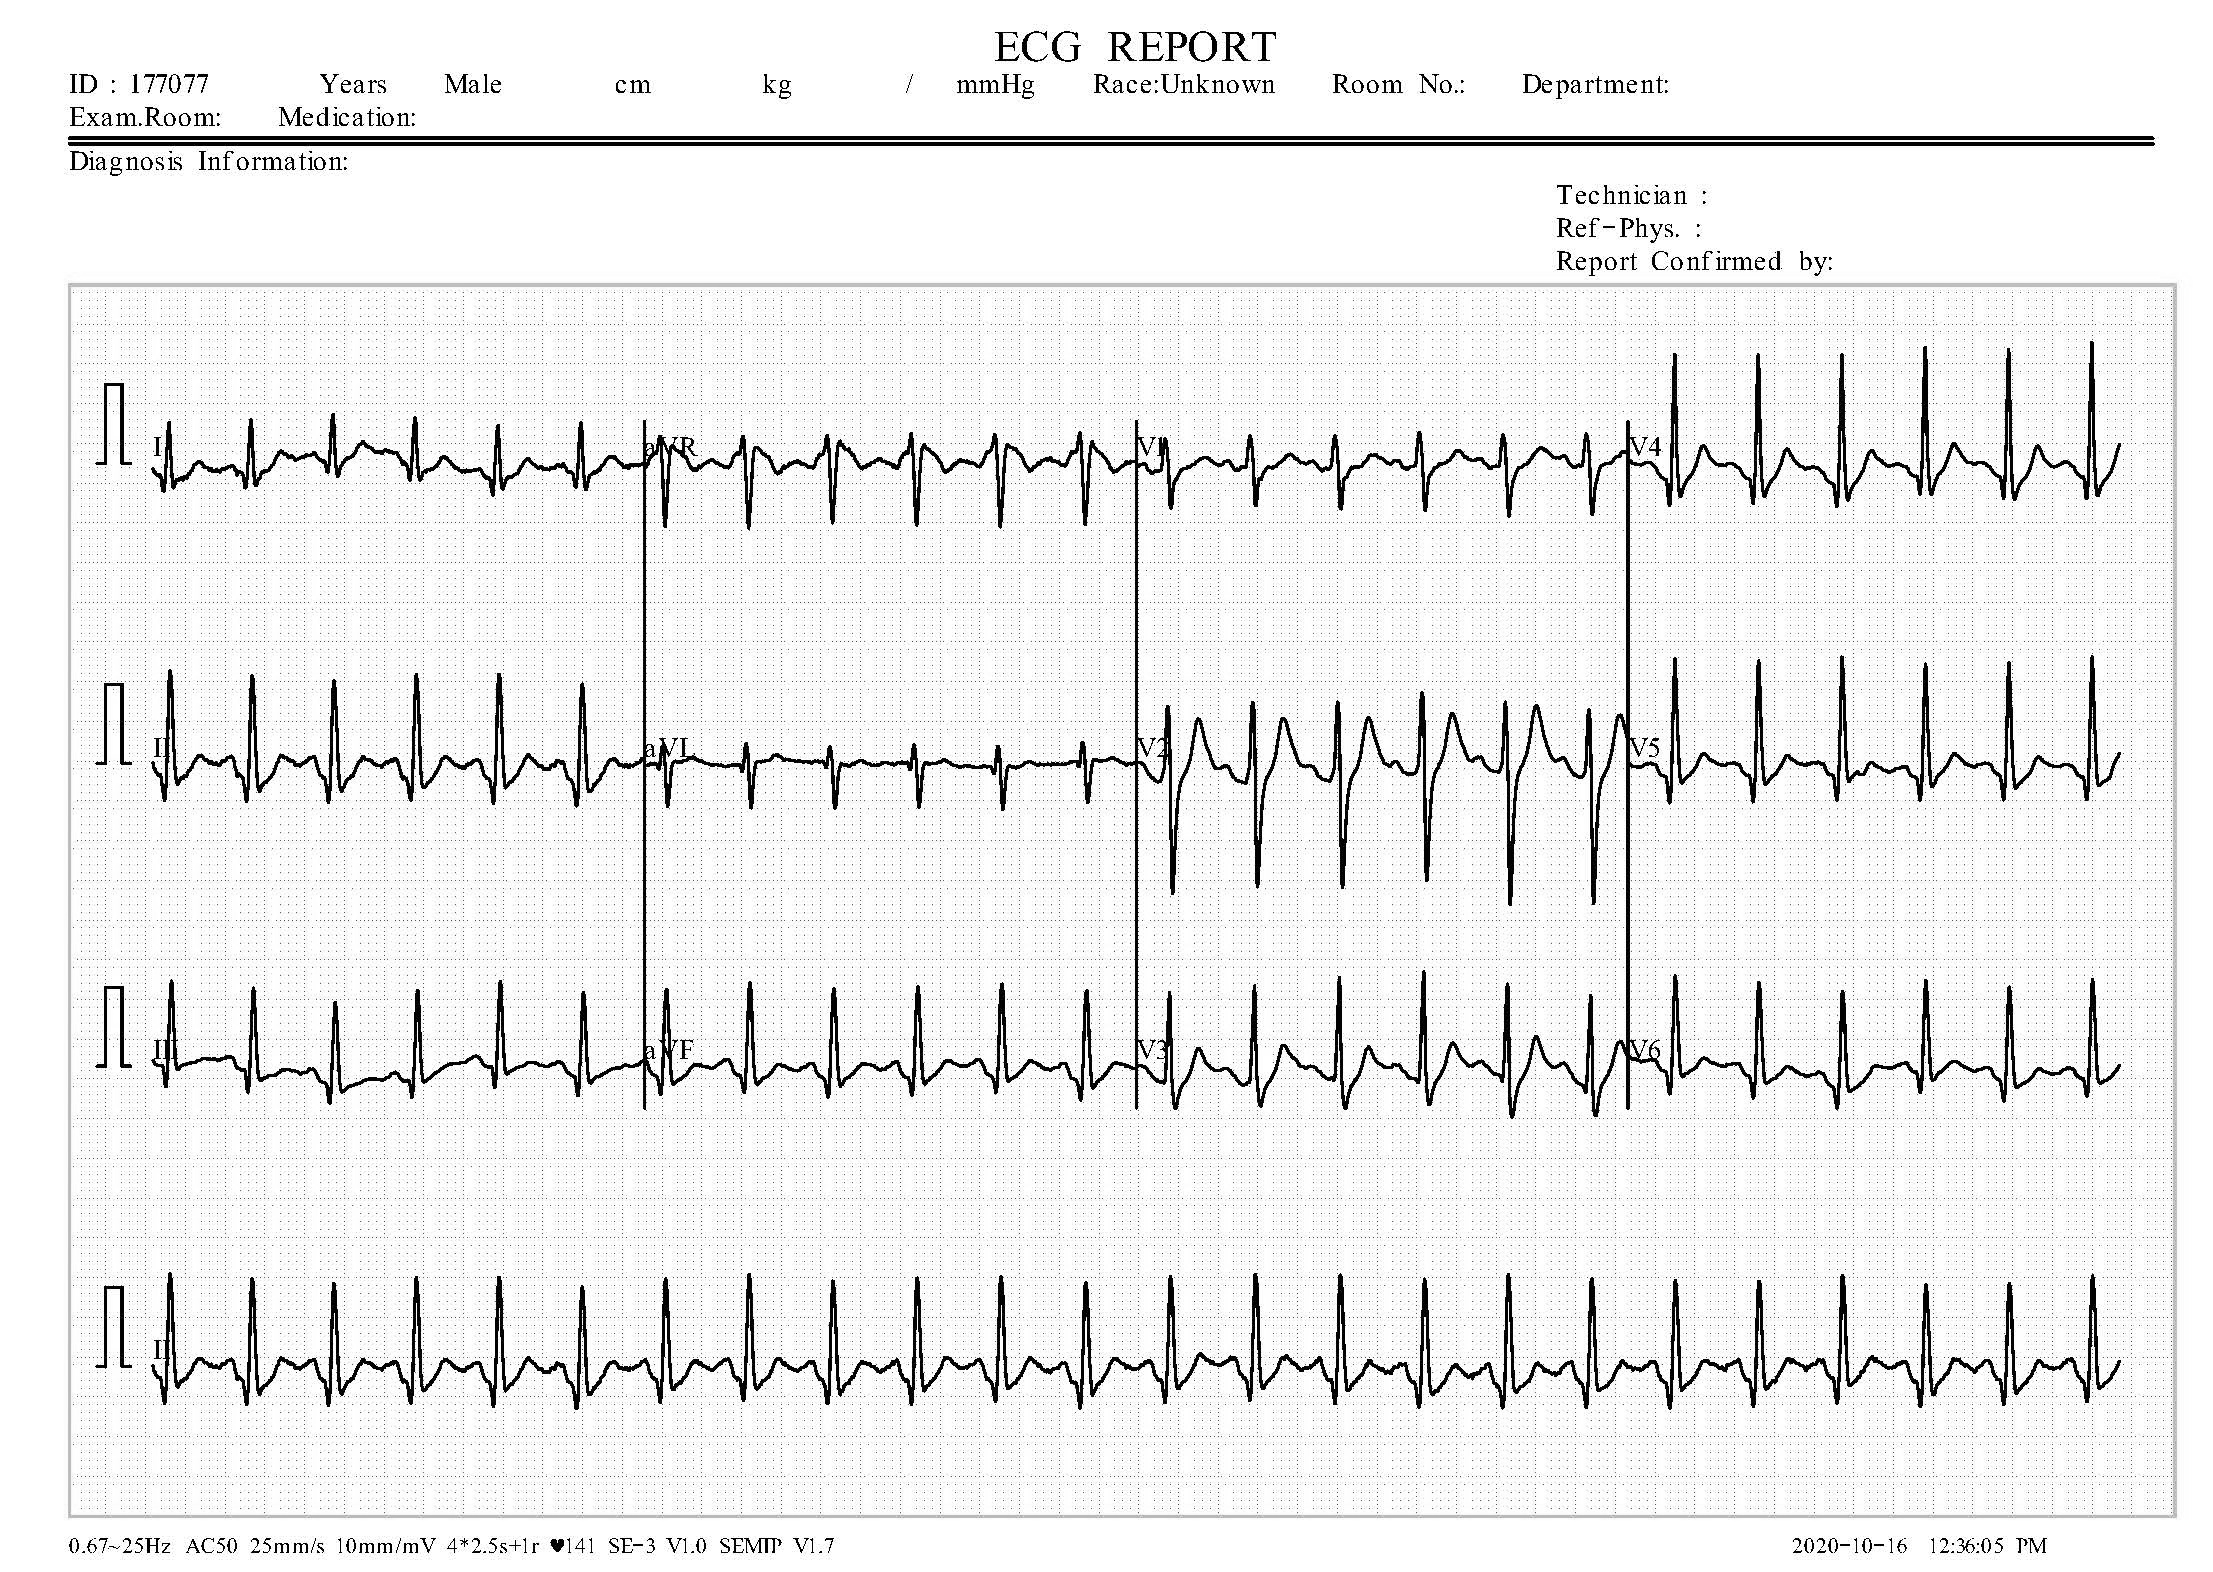 ECG REPORT
ID : 177077 Years Male cm kg / mmHg Race:Unknown Room No.: Department:
Exam.Room: Medication:
Diagnosis Information:
Technician :
Ref-Phys. :
Report Confirmed by:
I aVR V1 V4
II aVL V2 V5
III aVF V3 V6
II
0.67~25Hz AC50 25mm/s 10mm/mV 4*2.5s+1r ♥141 SE-3 V1.0 SEMIP V1.7 2020-10-16 12:36:05 PM